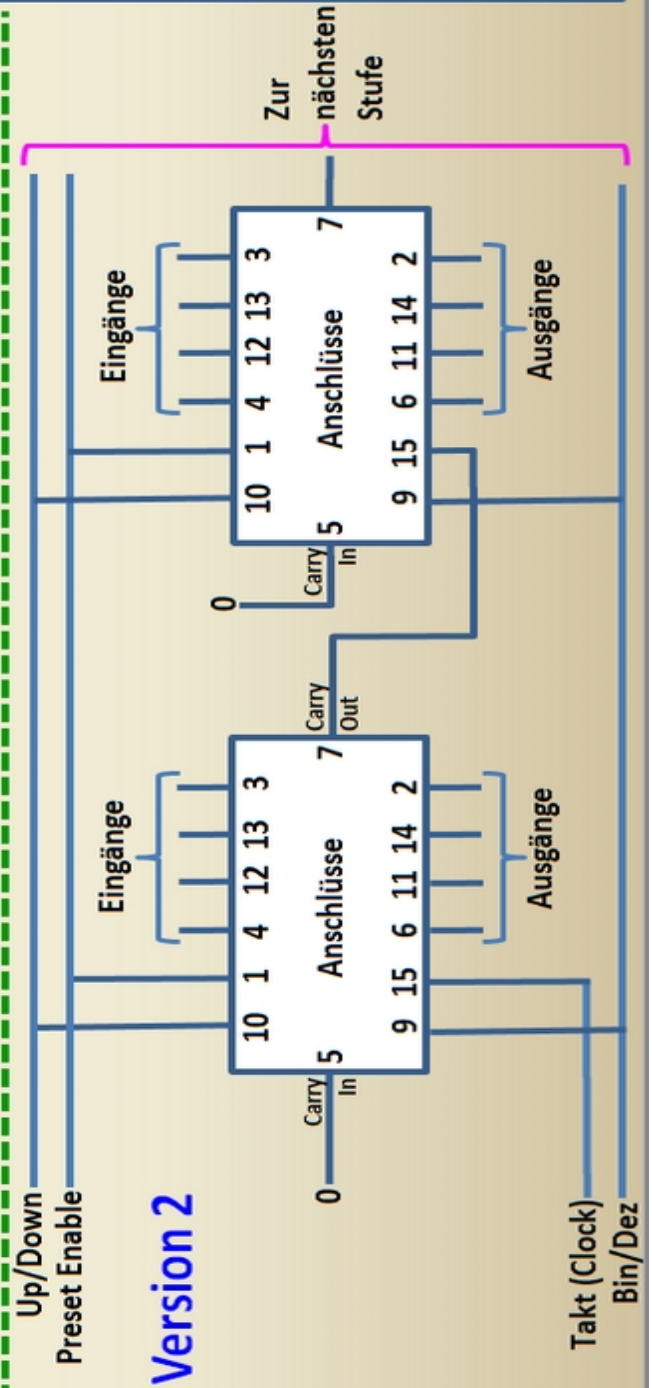 Up/Down
Preset Enable
Version 2
Eingänge
10 1 4 12 13 3
0 Carry In 5 Anschlüsse 7 Carry Out
9 15 6 11 14 2
Ausgänge
Takt (Clock)
Bin/Dez
Eingänge
10 1 4 12 13 3
0 Carry In 5 Anschlüsse 7
9 15 6 11 14 2
Ausgänge
Zur
nächsten
Stufe